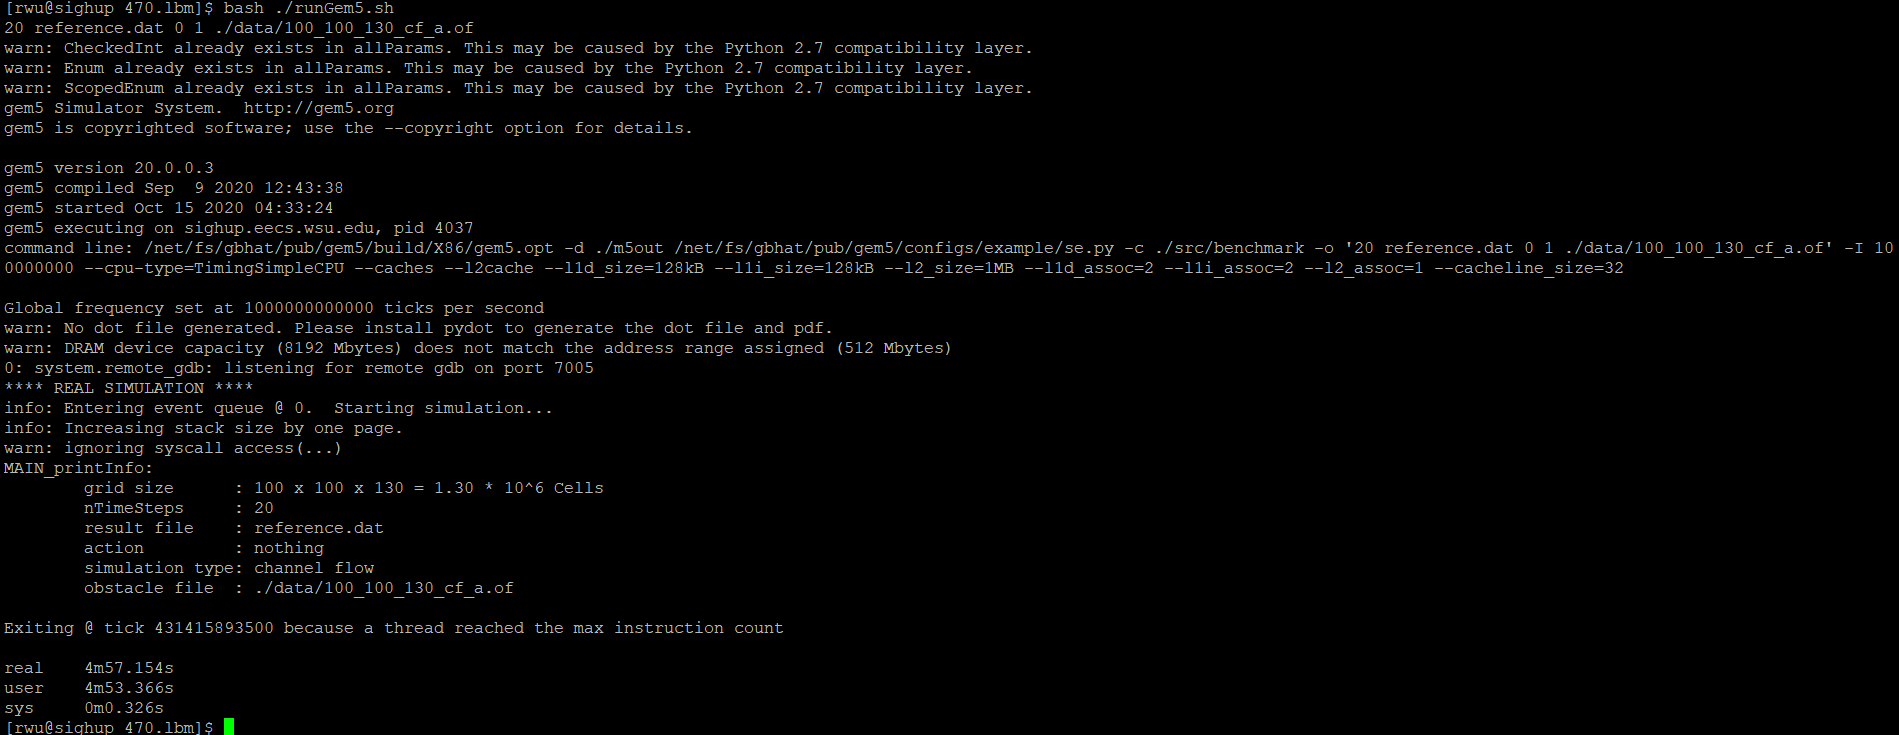 [rwu@sighup 470.lbm]$ bash ./runGem5.sh
20 reference.dat 0 1 ./data/100_100_130_cf_a.of
warn: CheckedInt already exists in allParams. This may be caused by the Python 2.7 compatibility layer.
warn: Enum already exists in allParams. This may be caused by the Python 2.7 compatibility layer.
warn: ScopedEnum already exists in allParams. This may be caused by the Python 2.7 compatibility layer.
gem5 Simulator System.  http://gem5.org
gem5 is copyrighted software; use the --copyright option for details.

gem5 version 20.0.0.3
gem5 compiled Sep  9 2020 12:43:38
gem5 started Oct 15 2020 04:33:24
gem5 executing on sighup.eecs.wsu.edu, pid 4037
command line: /net/fs/gbhat/pub/gem5/build/X86/gem5.opt -d ./m5out /net/fs/gbhat/pub/gem5/configs/example/se.py -c ./src/benchmark -o '20 reference.dat 0 1 ./data/100_100_130_cf_a.of' -I 10
0000000 --cpu-type=TimingSimpleCPU --caches --l2cache --l1d_size=128kB --l1i_size=128kB --l2_size=1MB --l1d_assoc=2 --l1i_assoc=2 --l2_assoc=1 --cacheline_size=32

Global frequency set at 1000000000000 ticks per second
warn: No dot file generated. Please install pydot to generate the dot file and pdf.
warn: DRAM device capacity (8192 Mbytes) does not match the address range assigned (512 Mbytes)
0: system.remote_gdb: listening for remote gdb on port 7005
**** REAL SIMULATION ****
info: Entering event queue @ 0.  Starting simulation...
info: Increasing stack size by one page.
warn: ignoring syscall access(...)
MAIN_printInfo:
        grid size      : 100 x 100 x 130 = 1.30 * 10^6 Cells
        nTimeSteps     : 20
        result file    : reference.dat
        action         : nothing
        simulation type: channel flow
        obstacle file  : ./data/100_100_130_cf_a.of

Exiting @ tick 431415893500 because a thread reached the max instruction count

real    4m57.154s
user    4m53.366s
sys     0m0.326s
[rwu@sighup 470.lbm]$